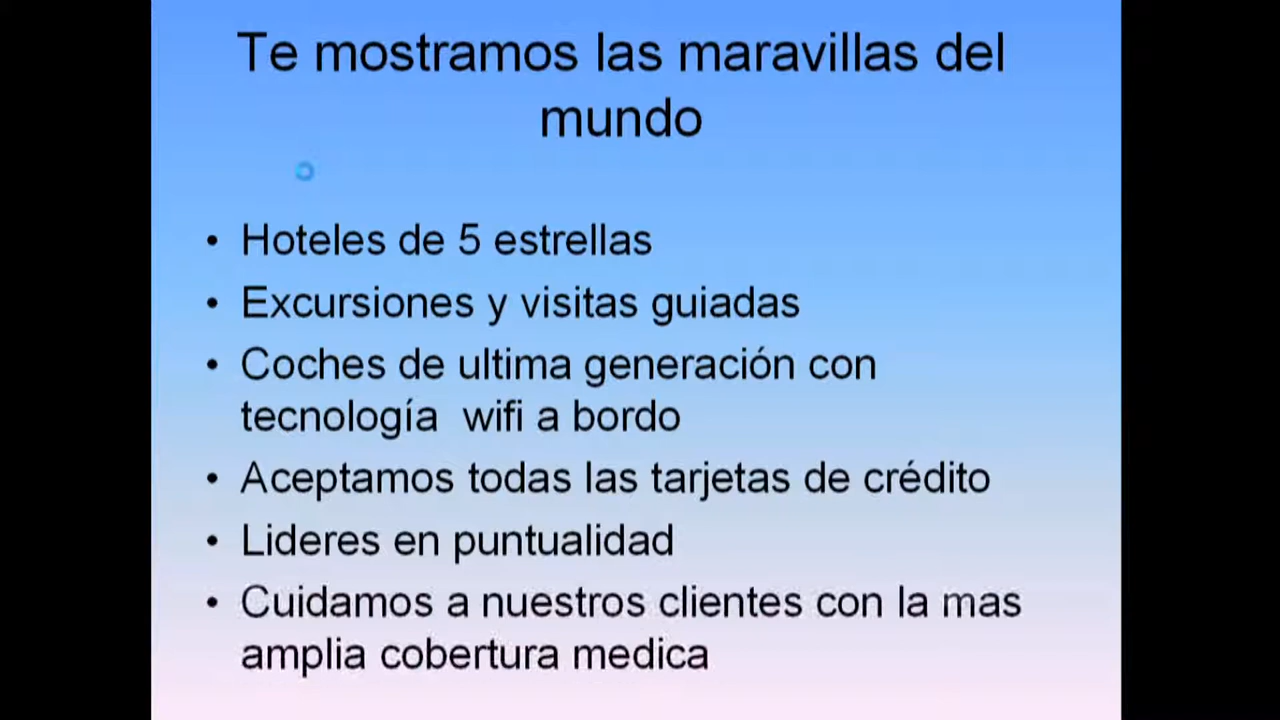 Te mostramos las maravillas del
mundo
• Hoteles de 5 estrellas
• Excursiones y visitas guiadas
• Coches de ultima generación con
tecnología  wifi a bordo
• Aceptamos todas las tarjetas de crédito
• Lideres en puntualidad
• Cuidamos a nuestros clientes con la mas
amplia cobertura medica